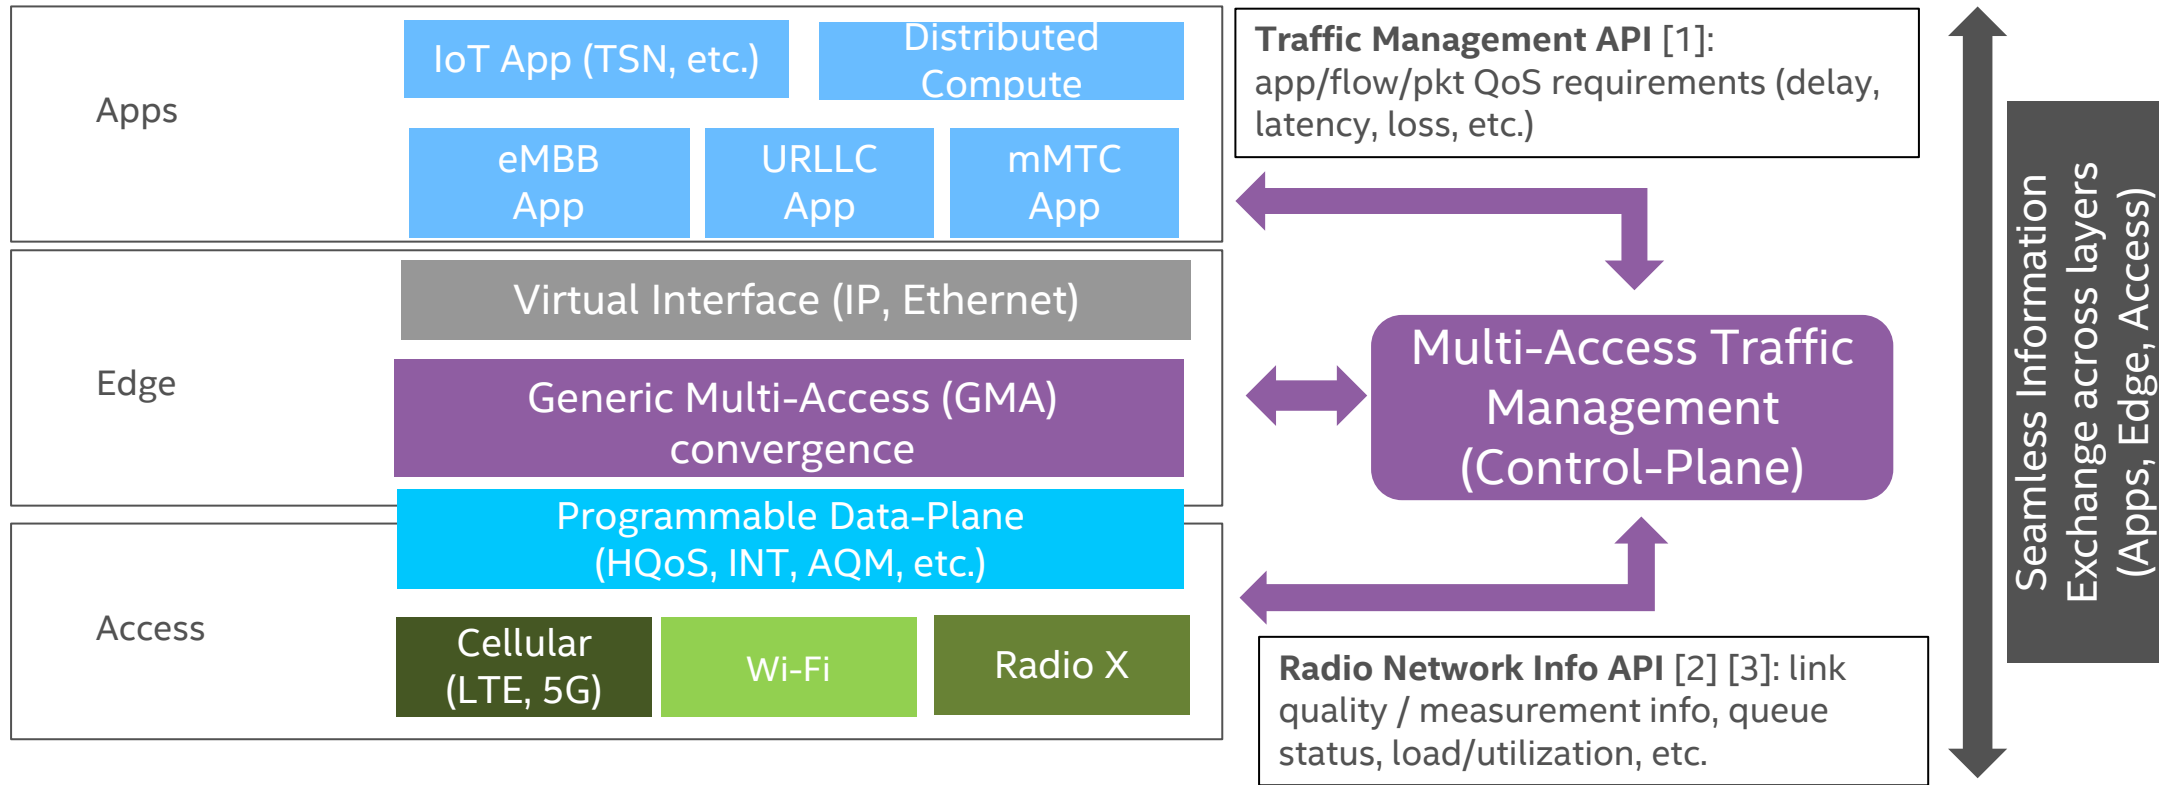 Apps
IoT App (TSN, etc.)
Distributed
Compute
eMBB
App
URLLC
App
mMTC
App
Edge
Virtual Interface (IP, Ethernet)
Generic Multi-Access (GMA)
convergence
Programmable Data-Plane
(HQoS, INT, AQM, etc.)
Access
Cellular
(LTE, 5G)
Wi-Fi
Radio X
Traffic Management API [1]:
app/flow/pkt QoS requirements (delay,
latency, loss, etc.)
Multi-Access Traffic
Management
(Control-Plane)
Radio Network Info API [2] [3]: link
quality / measurement info, queue
status, load/utilization, etc.
Seamless Information
Exchange across layers
(Apps, Edge, Access)